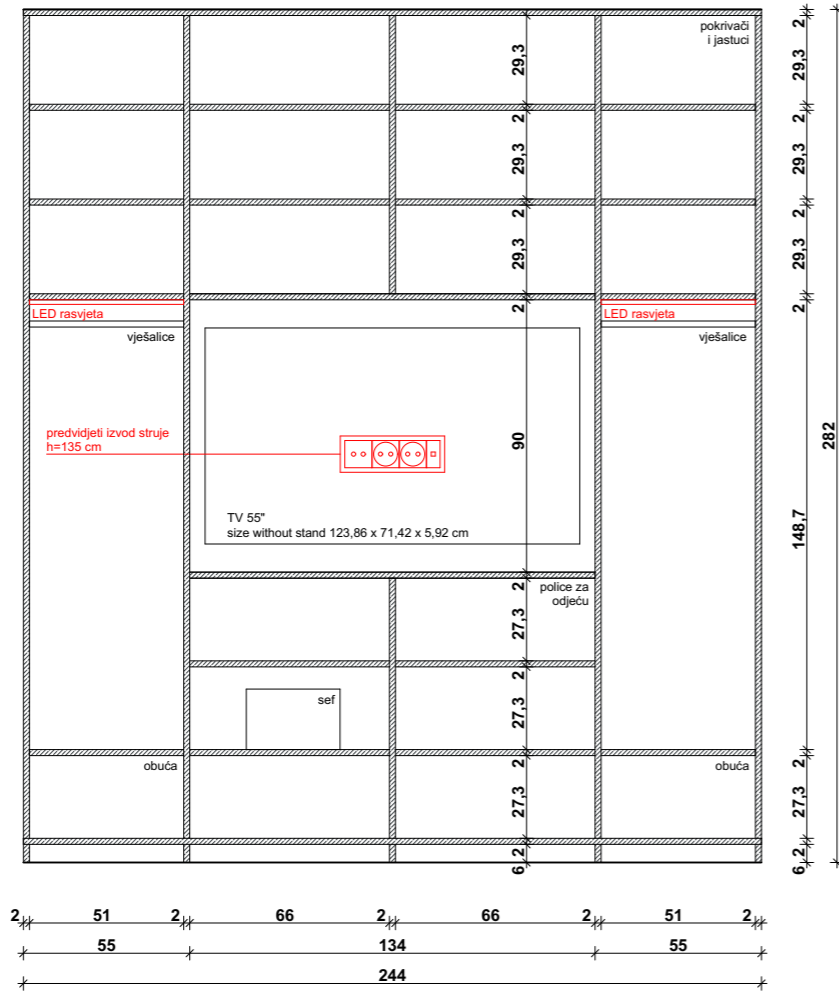 pokrivači
i jastuci
2
29,3
29,3
2
2
29,3
29,3
2
2
29,3
29,3
2
2
LED rasvjeta
LED rasvjeta
vješalice
vješalice
predvidjeti izvod struje
h=135 cm
90
282
TV 55"
size without stand 123,86 x 71,42 x 5,92 cm
148,7
2
police za
odjeću
27,3
2
sef
27,3
obuća
2
obuća
2
27,3
27,3
2
2
6
6
2
51
2
66
2
66
2
51
2
55
134
55
244